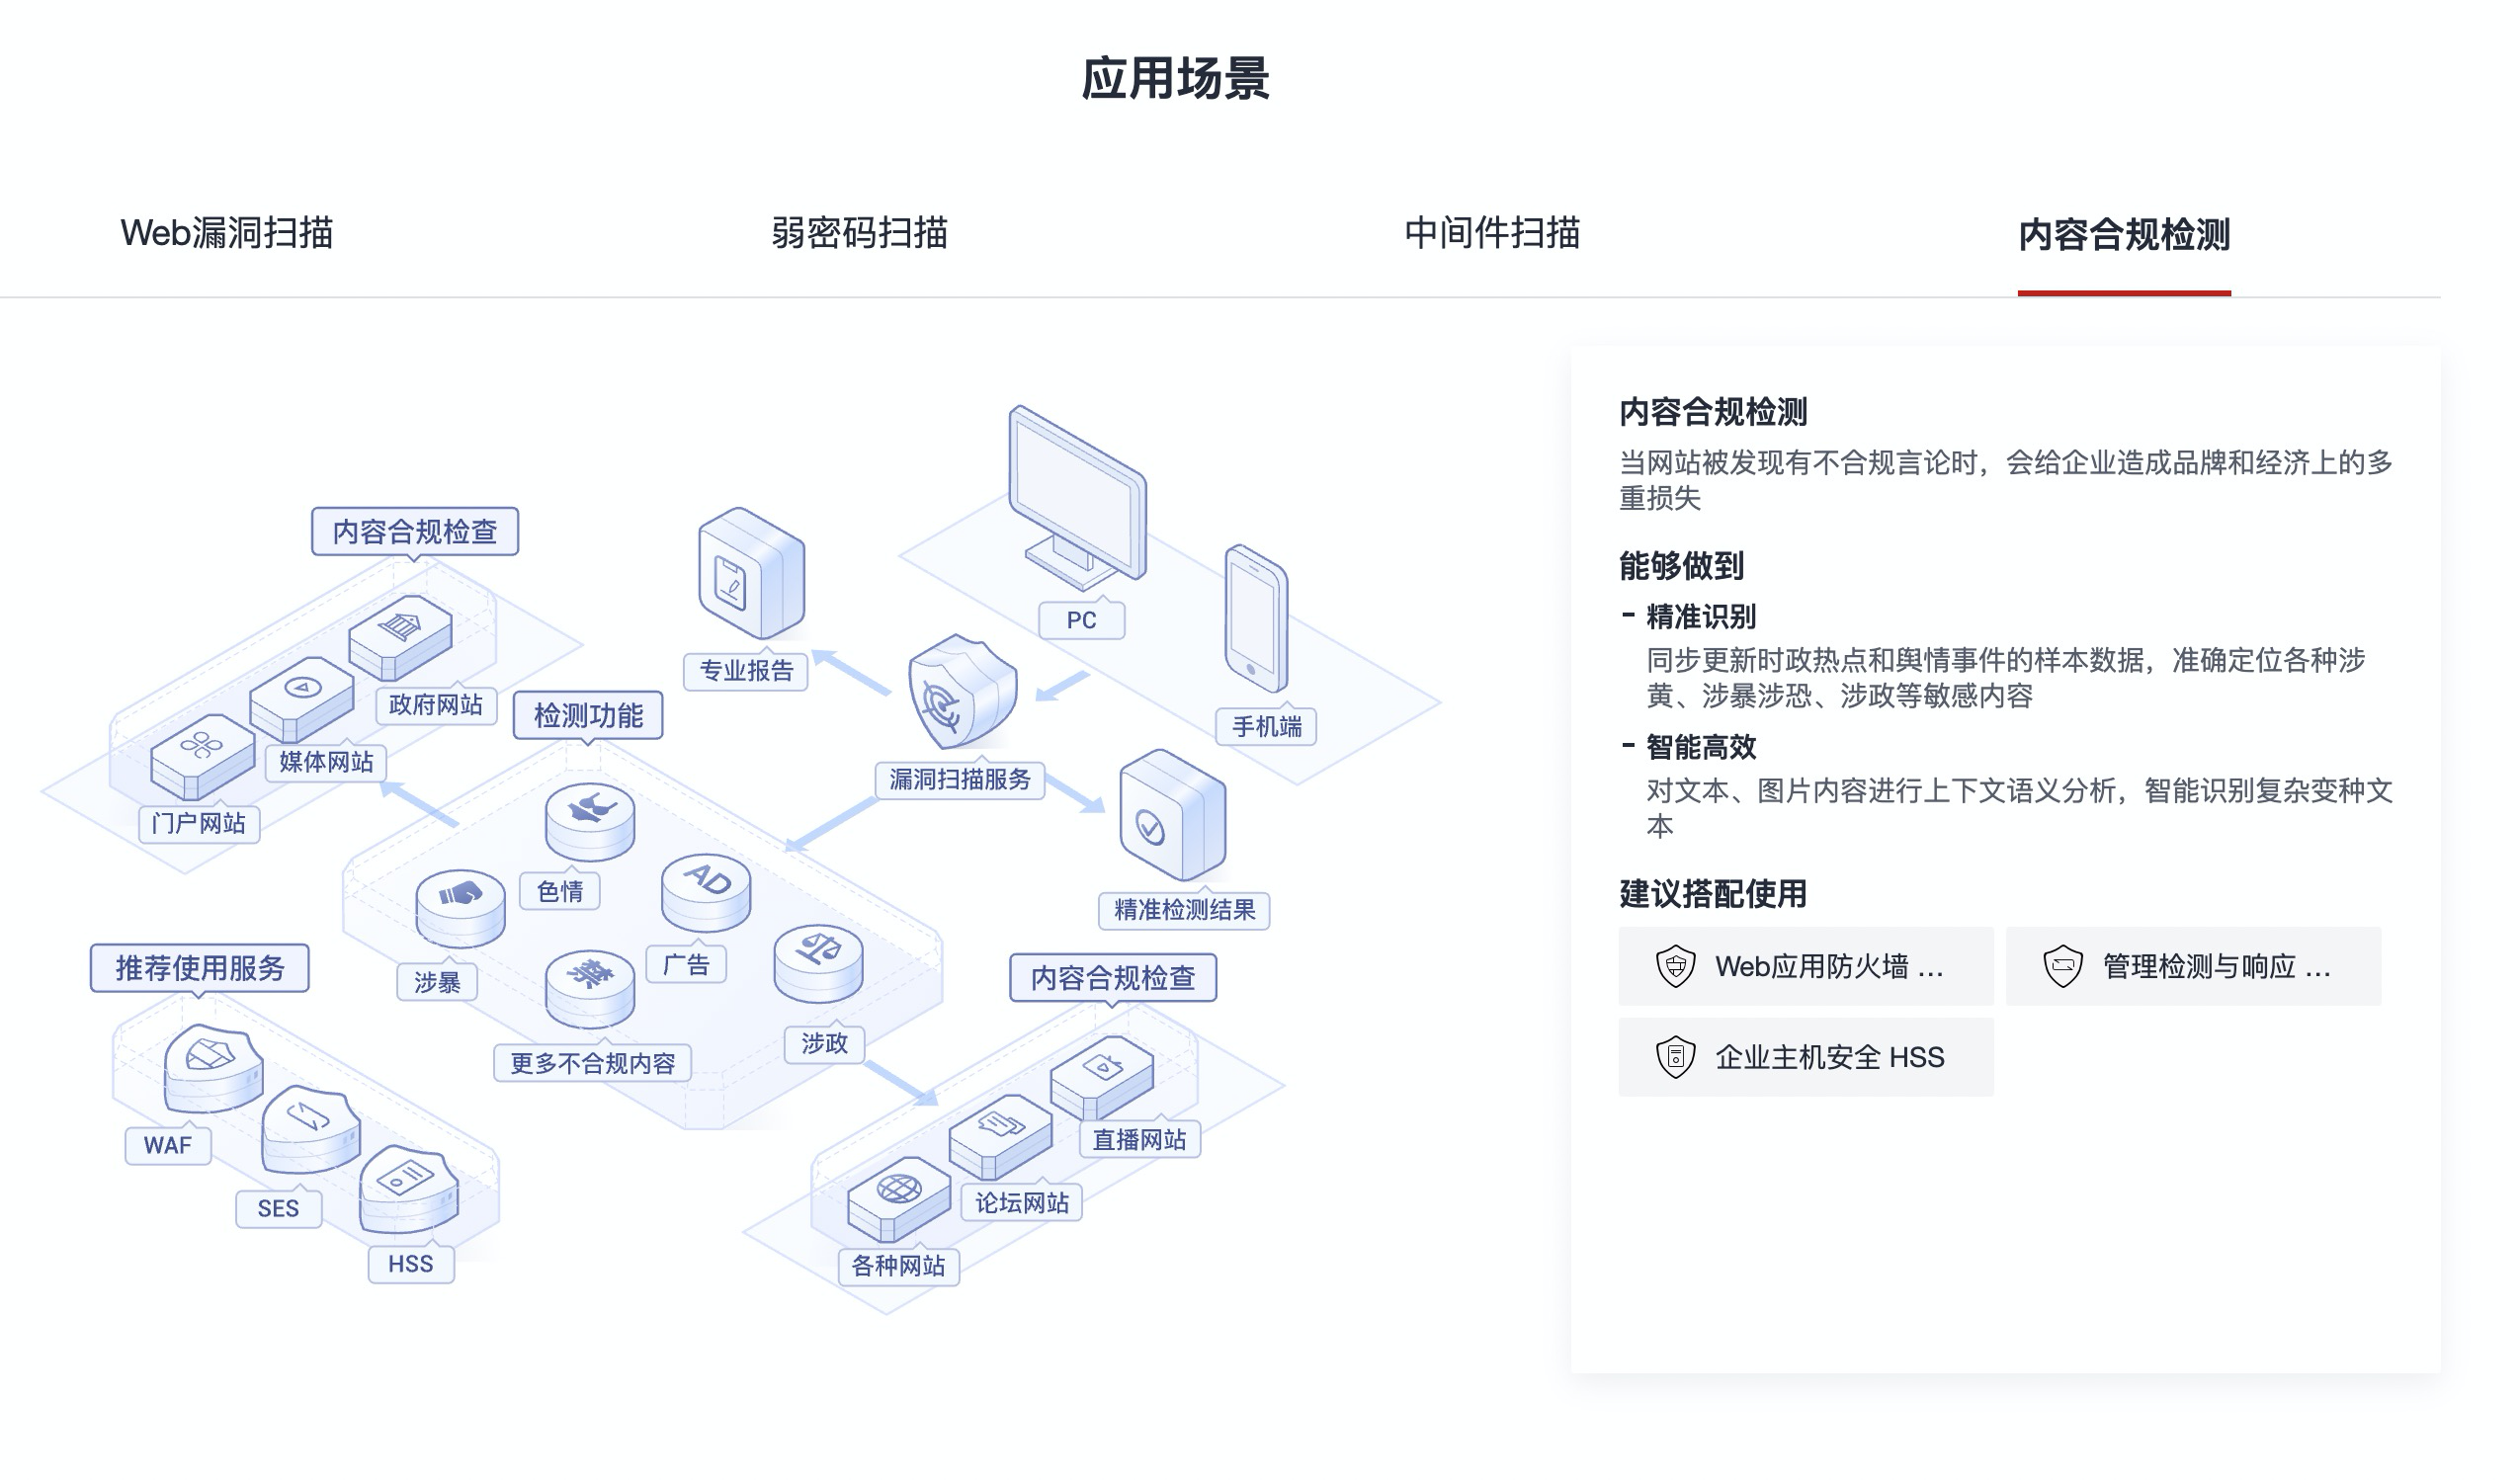 应用场景
Web漏洞扫描
弱密码扫描
中间件扫描
内容合规检测
内容合规检查
政府网站
媒体网站
门户网站
专业报告
PC
手机端
漏洞扫描服务
精准检测结果
检测功能
色情
AD
广告
涉暴
禁
更多不合规内容
涉政
推荐使用服务
WAF
SES
HSS
内容合规检查
直播网站
论坛网站
各种网站
内容合规检测
当网站被发现有不合规言论时，会给企业造成品牌和经济上的多
重损失
能够做到
- 精准识别
同步更新时政热点和舆情事件的样本数据，准确定位各种涉
黄、涉暴涉恐、涉政等敏感内容
- 智能高效
对文本、图片内容进行上下文语义分析，智能识别复杂变种文
本
建议搭配使用
Web应用防火墙 ...
管理检测与响应 ...
企业主机安全 HSS